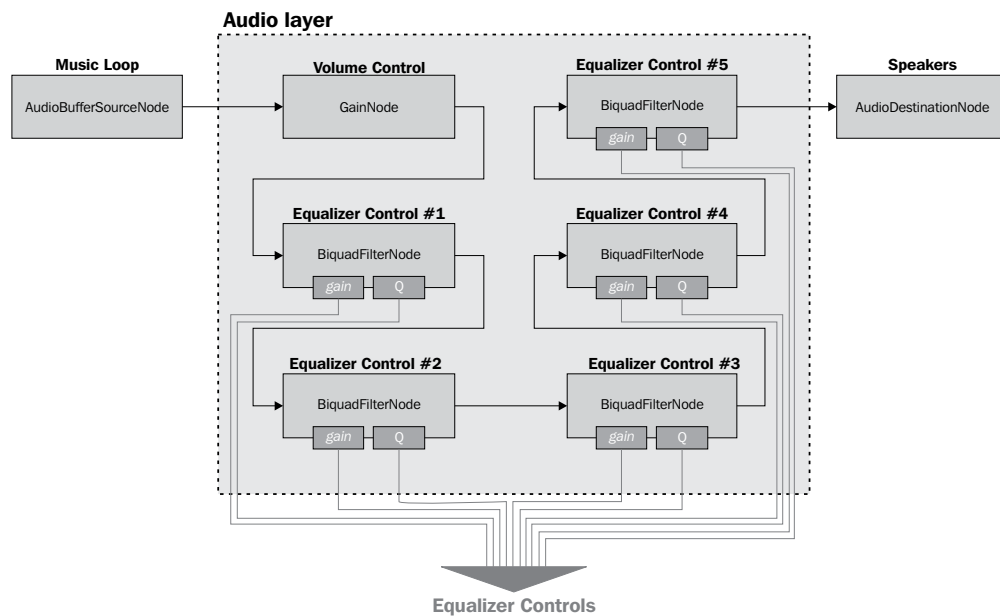 Audio layer
Music Loop
AudioBufferSourceNode
Volume Control
GainNode
Equalizer Control #1
BiquadFilterNode
gain Q
Equalizer Control #2
BiquadFilterNode
gain Q
Equalizer Control #3
BiquadFilterNode
gain Q
Equalizer Control #4
BiquadFilterNode
gain Q
Equalizer Control #5
BiquadFilterNode
gain Q
Speakers
AudioDestinationNode
Equalizer Controls